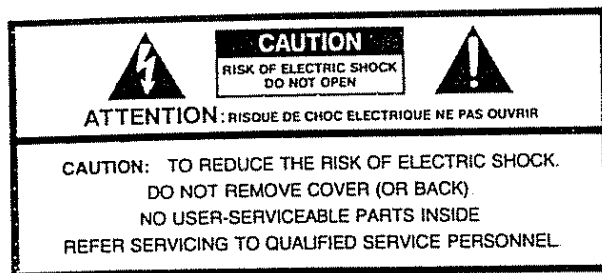 CAUTION
RISK OF ELECTRIC SHOCK
DO NOT OPEN
ATTENTION: RISQUE DE CHOC ELECTRIQUE NE PAS OUVRIR
CAUTION: TO REDUCE THE RISK OF ELECTRIC SHOCK.
DO NOT REMOVE COVER (OR BACK)
NO USER-SERVICEABLE PARTS INSIDE
REFER SERVICING TO QUALIFIED SERVICE PERSONNEL.